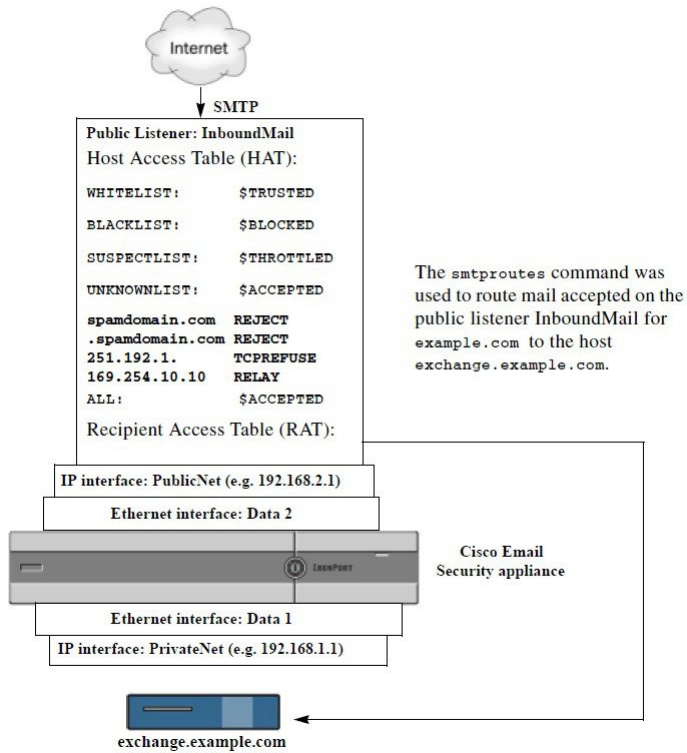 Internet
SMTP
Public Listener: InboundMail
Host Access Table (HAT):
WHITELIST: $TRUSTED
BLACKLIST: $BLOCKED
SUSPECTLIST: $THROTTLED
UNKNOWNLIST: $ACCEPTED
spamdomain.com REJECT
.spamdomain.com REJECT
251.192.1. TCPREFUSE
169.254.10.10 RELAY
ALL: $ACCEPTED
Recipient Access Table (RAT):
The smtproutes command was
used to route mail accepted on the
public listener InboundMail for
example.com to the host
exchange.example.com.
IP interface: PublicNet (e.g. 192.168.2.1)
Ethernet interface: Data 2
IRONPORT
Cisco Email
Security appliance
Ethernet interface: Data 1
IP interface: PrivateNet (e.g. 192.168.1.1)
exchange.example.com